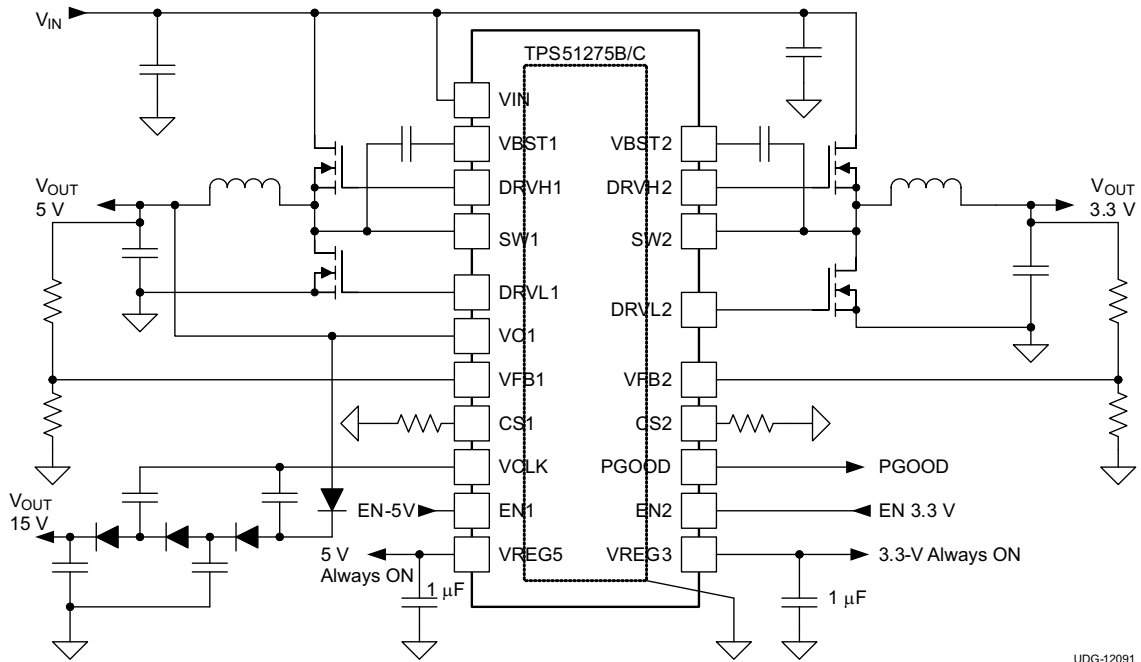 VIN
TPS51275B/C
VIN
VBST1
VBST2
DRVH1
DRVH2
VOUT
5 V
VOUT
3.3 V
SW1
SW2
DRVL1
DRVL2
VO1
VFB1
VFB2
CS1
CS2
VCLK
PGOOD
PGOOD
VOUT
15 V
EN-5V
EN1
EN2
EN 3.3 V
5 V
Always ON
VREG5
VREG3
3.3-V Always ON
1 μF
1 μF
UDG-12091